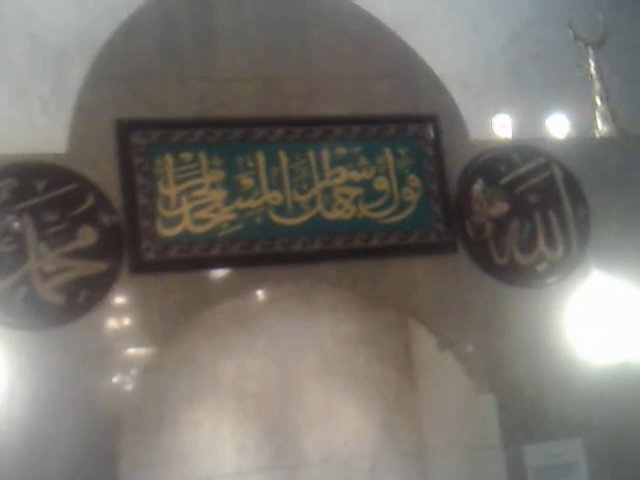 الله
فول وجهك شطر المسجد الحرام
محمد